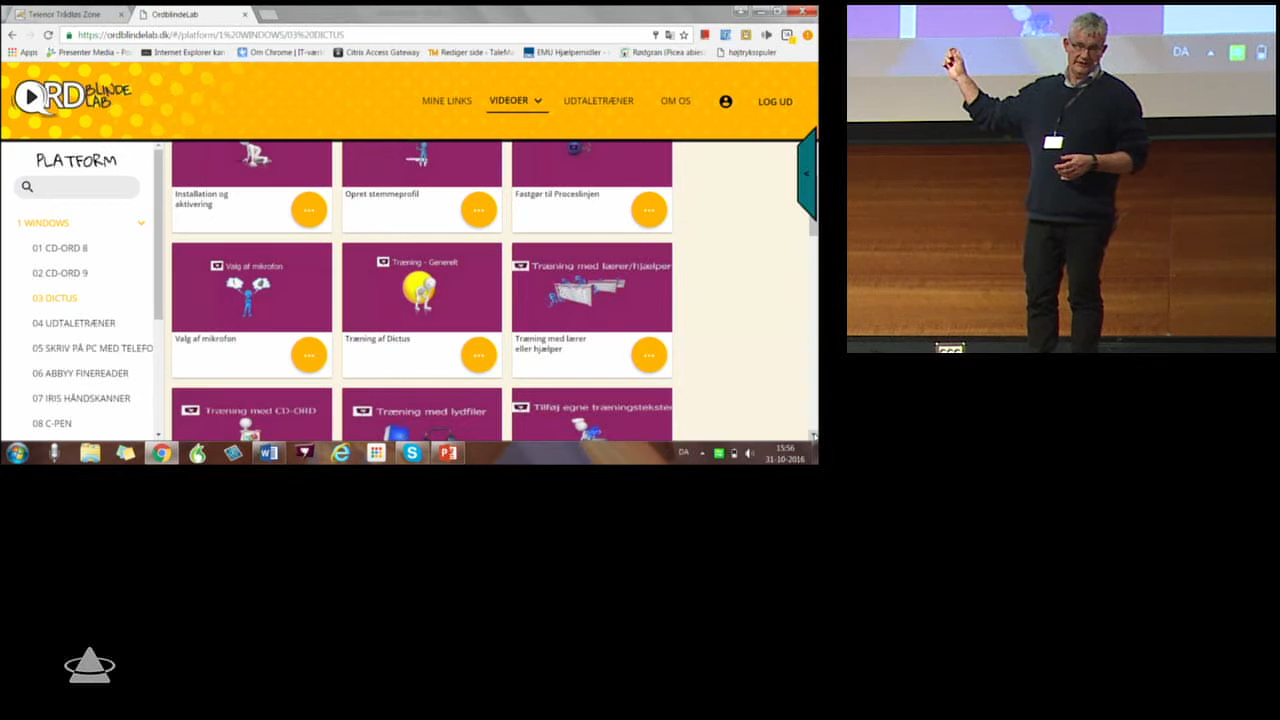 Telenor Trådløs Zone
OrdblindeLab
https://ordblindelab.dk/#/platform/1%20WINDOWS/03%20DICTUS
Apps
Presenter Media - Po
Internet Explorer kan
Om Chrome | IT-værk
Citrix Access Gateway
Rediger side - TaleMa
EMU Hjælpemidler -
Rødgran (Picea abies
højtryksspuler
ORD
BLINDE
LAB
MINE LINKS
VIDEOER
UDTALETRÆNER
OM OS
LOG UD
PLATFORM
1 WINDOWS
01 CD-ORD 8
02 CD-ORD 9
03 DICTUS
04 UDTALETRÆNER
05 SKRIV PÅ PC MED TELEFO
06 ABBYY FINEREADER
07 IRIS HÅNDSKANNER
08 C-PEN
Installation og
aktivering
Opret stemmeprofil
Fastgør til Proceslinjen
Valg af mikrofon
Valg af mikrofon
Træning - Generelt
Træning af Dictus
Træning med lærer/hjælper
Træning med lærer
eller hjælper
Træning med CD-ORD
Træning med lydfiler
Tilføj egne træningstekster
DA
15:56
31-10-2016
DA